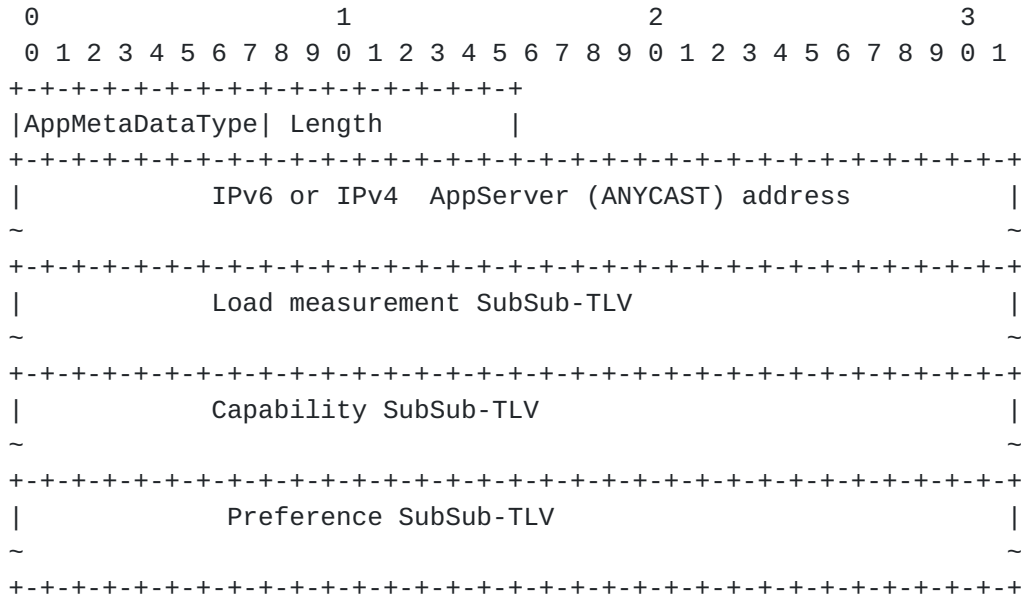 0                   1                   2                   3
 0 1 2 3 4 5 6 7 8 9 0 1 2 3 4 5 6 7 8 9 0 1 2 3 4 5 6 7 8 9 0 1
+-+-+-+-+-+-+-+-+-+-+-+-+-+-+-+-+
|AppMetaDataType| Length        |
+-+-+-+-+-+-+-+-+-+-+-+-+-+-+-+-+-+-+-+-+-+-+-+-+-+-+-+-+-+-+-+-+
|            IPv6 or IPv4  AppServer (ANYCAST) address          |
~                                                               ~
+-+-+-+-+-+-+-+-+-+-+-+-+-+-+-+-+-+-+-+-+-+-+-+-+-+-+-+-+-+-+-+-+
|            Load measurement SubSub-TLV                        |
~                                                               ~
+-+-+-+-+-+-+-+-+-+-+-+-+-+-+-+-+-+-+-+-+-+-+-+-+-+-+-+-+-+-+-+-+
|            Capability SubSub-TLV                              |
~                                                               ~
+-+-+-+-+-+-+-+-+-+-+-+-+-+-+-+-+-+-+-+-+-+-+-+-+-+-+-+-+-+-+-+-+
|             Preference SubSub-TLV                             |
~                                                               ~
+-+-+-+-+-+-+-+-+-+-+-+-+-+-+-+-+-+-+-+-+-+-+-+-+-+-+-+-+-+-+-+-+